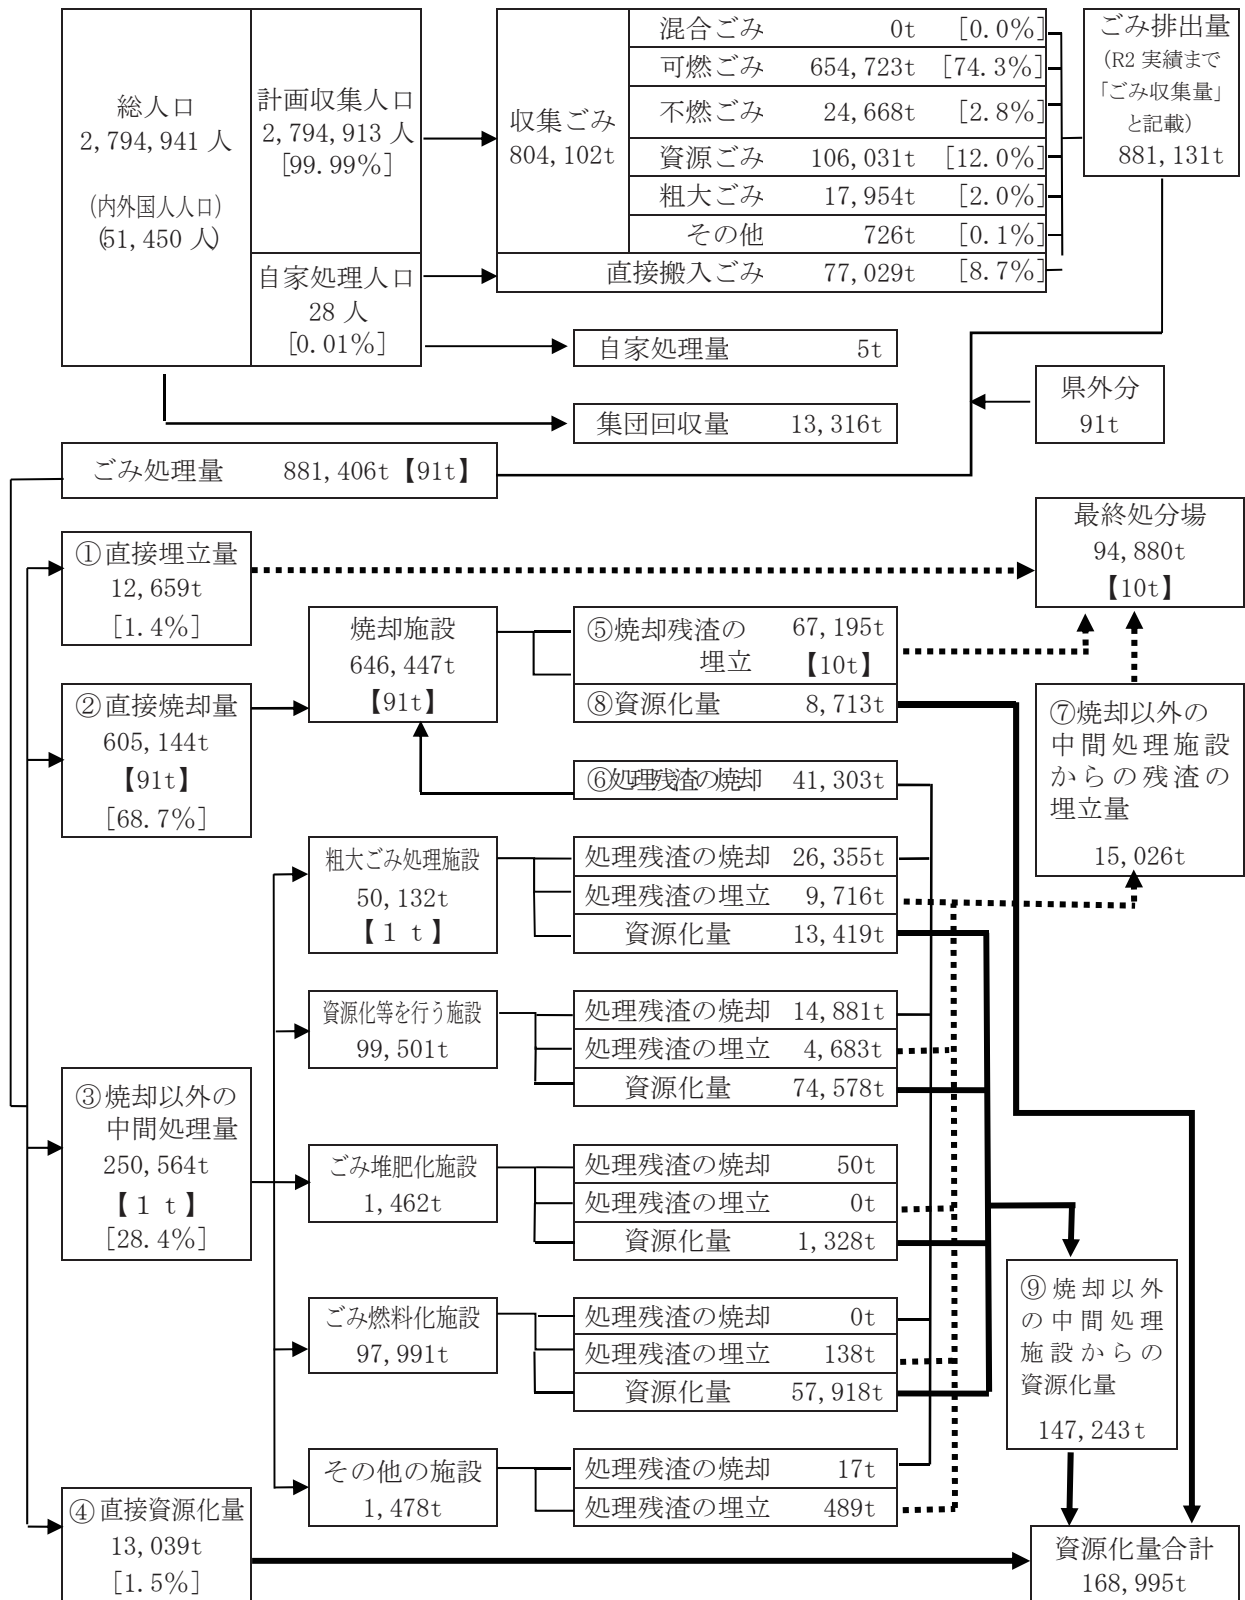 総人口
2,794,941 人
(内外国人人口)
(51,450 人)
計画収集人口
2,794,913 人
[99.99%]
自家処理人口
28 人
[0.01%]
収集ごみ
804,102t
混合ごみ 0t [0.0%]
可燃ごみ 654,723t [74.3%]
不燃ごみ 24,668t [2.8%]
資源ごみ 106,031t [12.0%]
粗大ごみ 17,954t [2.0%]
その他 726t [0.1%]
直接搬入ごみ 77,029t [8.7%]
ごみ排出量
(R2 実績まで
「ごみ収集量」
と記載)
881,131t
自家処理量 5t
集団回収量 13,316t
県外分
91t
ごみ処理量 881,406t【91t】
①直接埋立量
12,659t
[1.4%]
最終処分場
94,880t
【10t】
②直接焼却量
605,144t
【91t】
[68.7%]
焼却施設
646,447t
【91t】
⑤焼却残渣の 67,195t
埋立 【10t】
⑧資源化量 8,713t
⑥処理残渣の焼却 41,303t
⑦焼却以外の
中間処理施設
からの残渣の
埋立量
15,026t
③焼却以外の
中間処理量
250,564t
【１ｔ】
[28.4%]
粗大ごみ処理施設
50,132t
【１ｔ】
処理残渣の焼却 26,355t
処理残渣の埋立 9,716t
資源化量 13,419t
資源化等を行う施設
99,501t
処理残渣の焼却 14,881t
処理残渣の埋立 4,683t
資源化量 74,578t
ごみ堆肥化施設
1,462t
処理残渣の焼却 50t
処理残渣の埋立 0t
資源化量 1,328t
ごみ燃料化施設
97,991t
処理残渣の焼却 0t
処理残渣の埋立 138t
資源化量 57,918t
その他の施設
1,478t
処理残渣の焼却 17t
処理残渣の埋立 489t
⑨焼却以外
の中間処理
施設からの
資源化量
147,243t
④直接資源化量
13,039t
[1.5%]
資源化量合計
168,995t